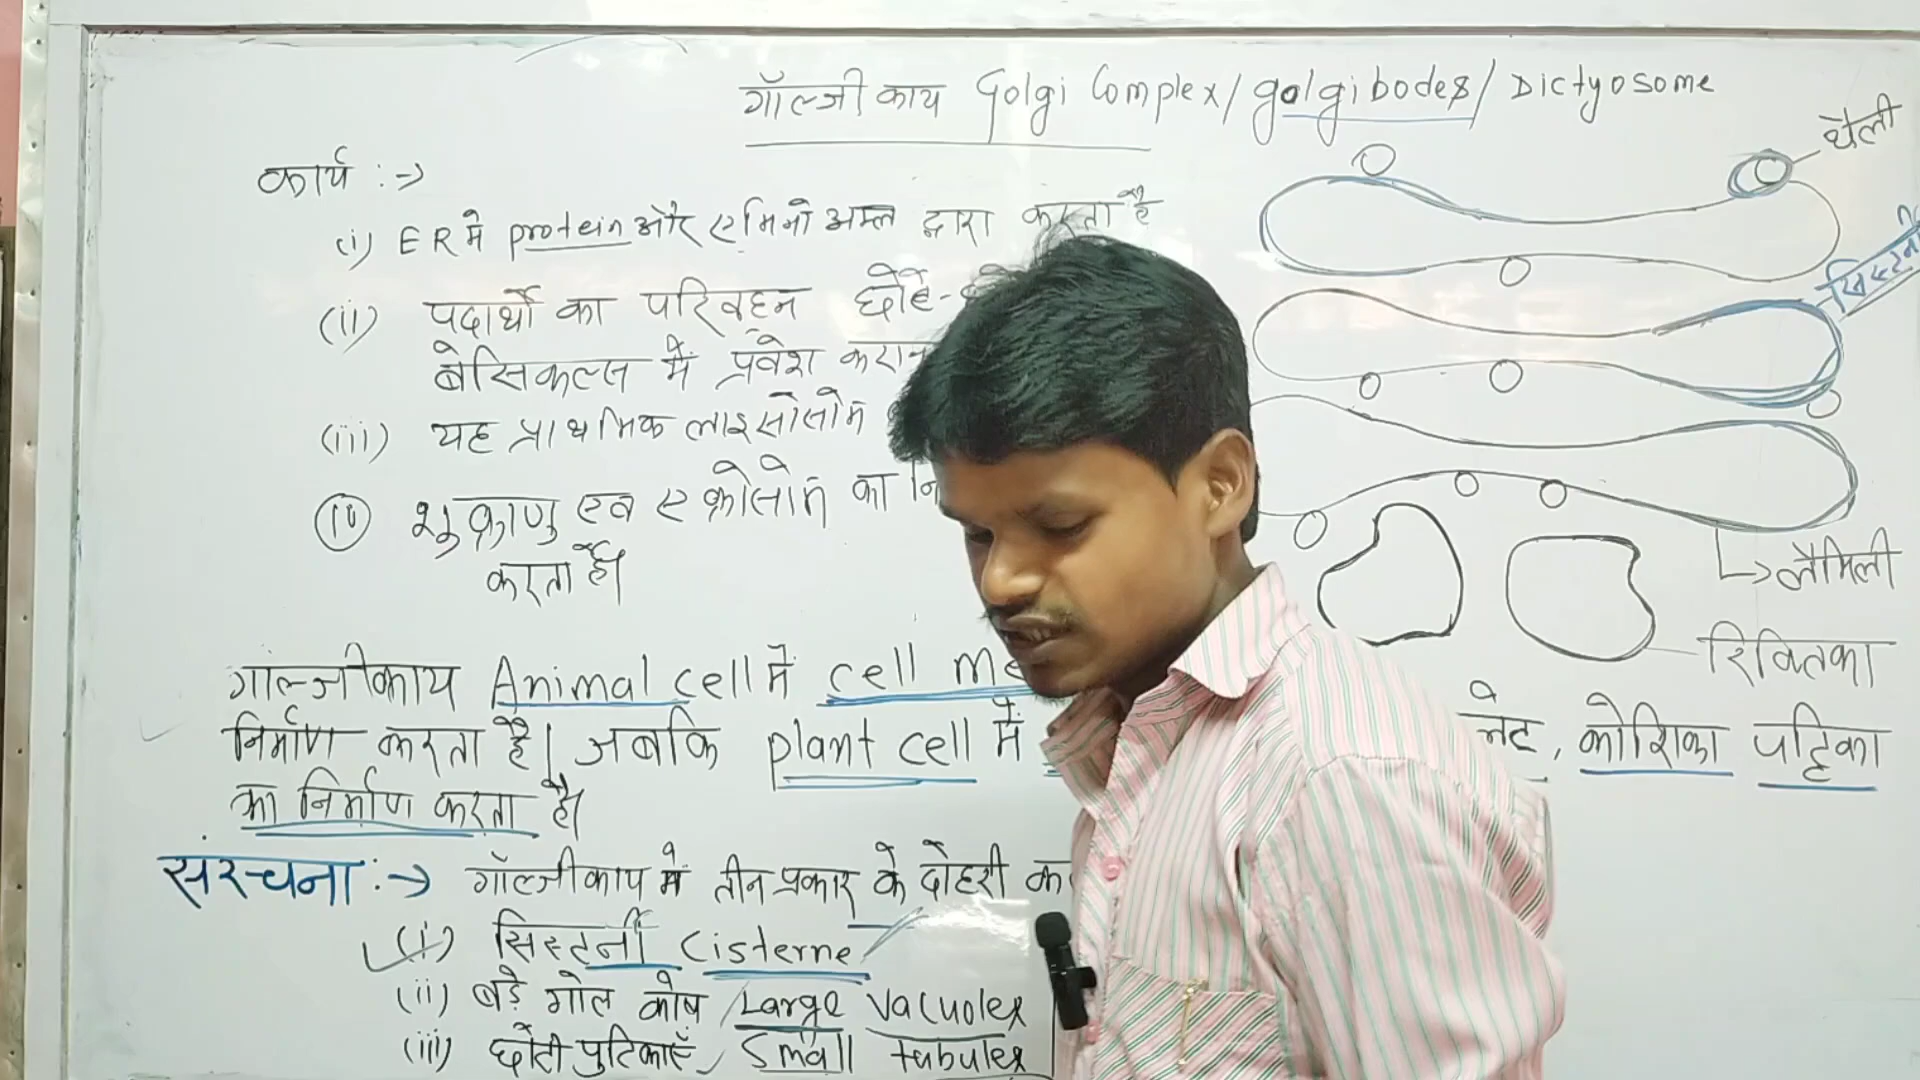 गॉल्जी काय Golgi Complex/golgi bodes/Dictyosome
थैली
कार्य :→
(i) ER मे protein और एमिनो अम्ल द्वारा करता है
(ii) पदार्थो का परिवहन छोटे-
बेसिकल्स में प्रवेश
(iii) यह प्राथमिक लाइसोसोम
(iv) शुक्राणु एव एक्रोसोम का
करता है।
लैमिली
रिक्तिका
गाल्जीकाय Animal cell में cell
निर्माण करता है। जबकि plant cell में
कोशिका पट्टिका
का निर्माण करता है।
संरचना :→ गॉल्जीकाय मे तीन प्रकार के दोहरी
(i) सिस्टर्नी Cisterne
(ii) बड़े गोल कोष /Large Vacuoles
(iii) छोटी पुटिकाएँ / Small tubules